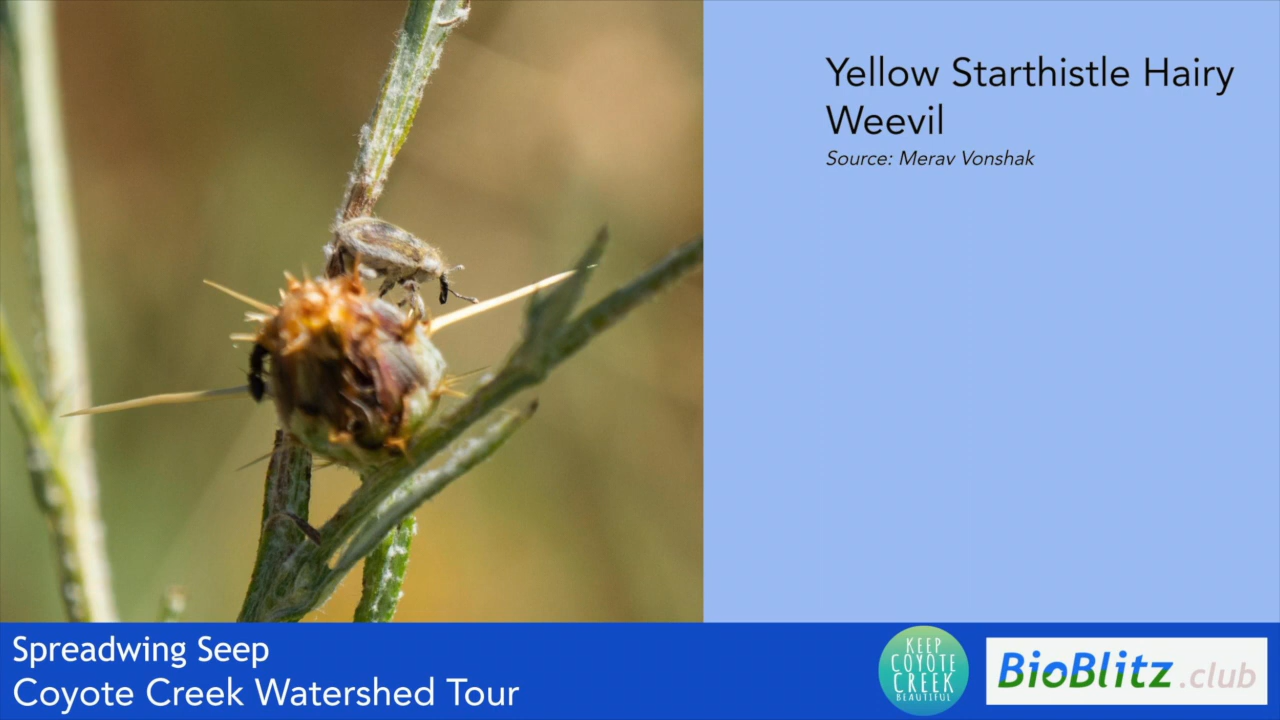 Yellow Starthistle Hairy
Weevil
Source: Merav Vonshak
Spreadwing Seep
Coyote Creek Watershed Tour
KEEP
COYOTE
CREEK
BEAUTIFUL
BioBlitz.club